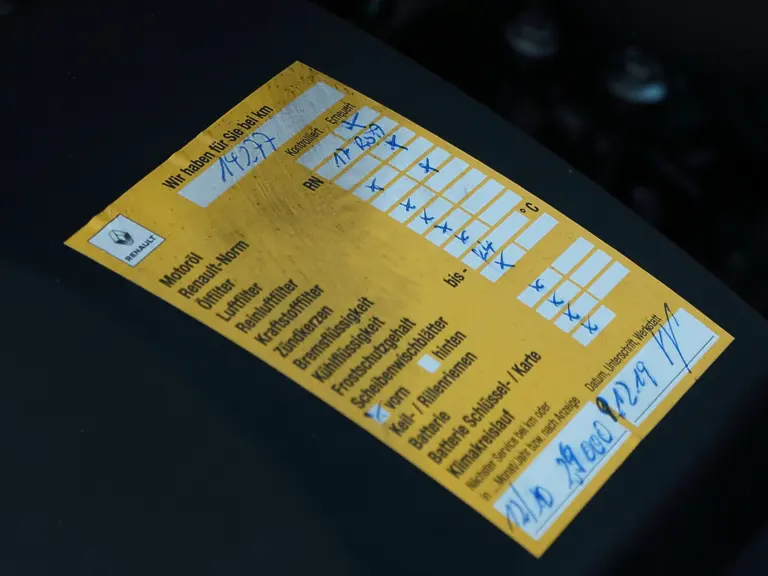 Wir haben für Sie bei km
14277
Kontrolliert Erneuert
RENAULT
Motoröl
Renault-Norm RN
Ölfilter
Luftfilter
Reinluftfilter
Kraftstofffilter
Zündkerzen
Bremsflüssigkeit
Kühlflüssigkeit
Frostschutzgehalt bis - 24 °C
Scheibenwischblätter
vorn hinten
Keil- / Rillenriemen
Batterie
Batterie Schlüssel- / Karte
Klimakreislauf
Nächster Service bei km oder
in ... Monat/Jahr bzw. nach Anzeige
Datum, Unterschrift, Werkstatt
29000